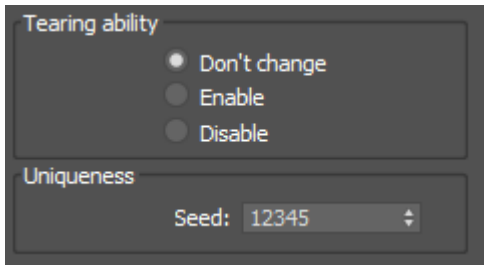 Tearing ability
Don't change
Enable
Disable
Uniqueness
Seed: 12345